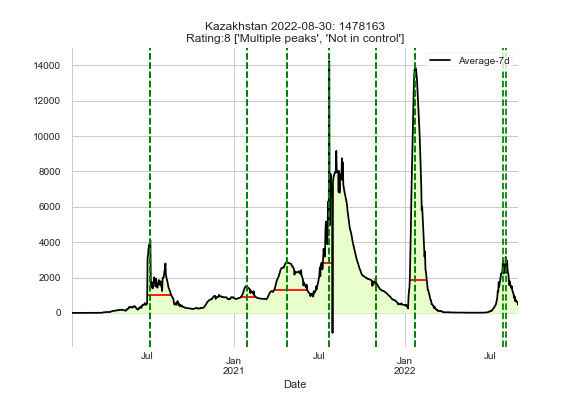 Kazakhstan 2022-08-30: 1478163
Rating:8 ['Multiple peaks', 'Not in control']
Average-7d
14000
12000
10000
8000
6000
4000
2000
0
Jul
Jan
2021
Jul
Jan
2022
Jul
Date